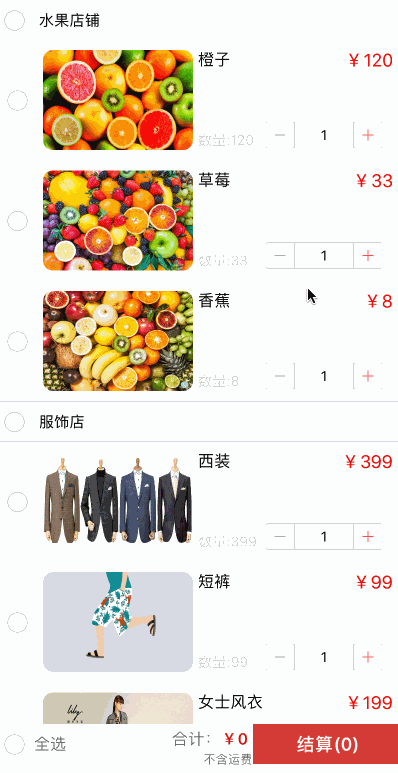 水果店铺
橙子
¥ 120
数量:120
1
草莓
¥ 33
数量:33
1
香蕉
¥ 8
数量:8
1
服饰店
西装
¥ 399
数量:399
1
短裤
¥ 99
数量:99
1
女士风衣
¥ 199
lily
全选
合计: ¥ 0
不含运费
结算(0)